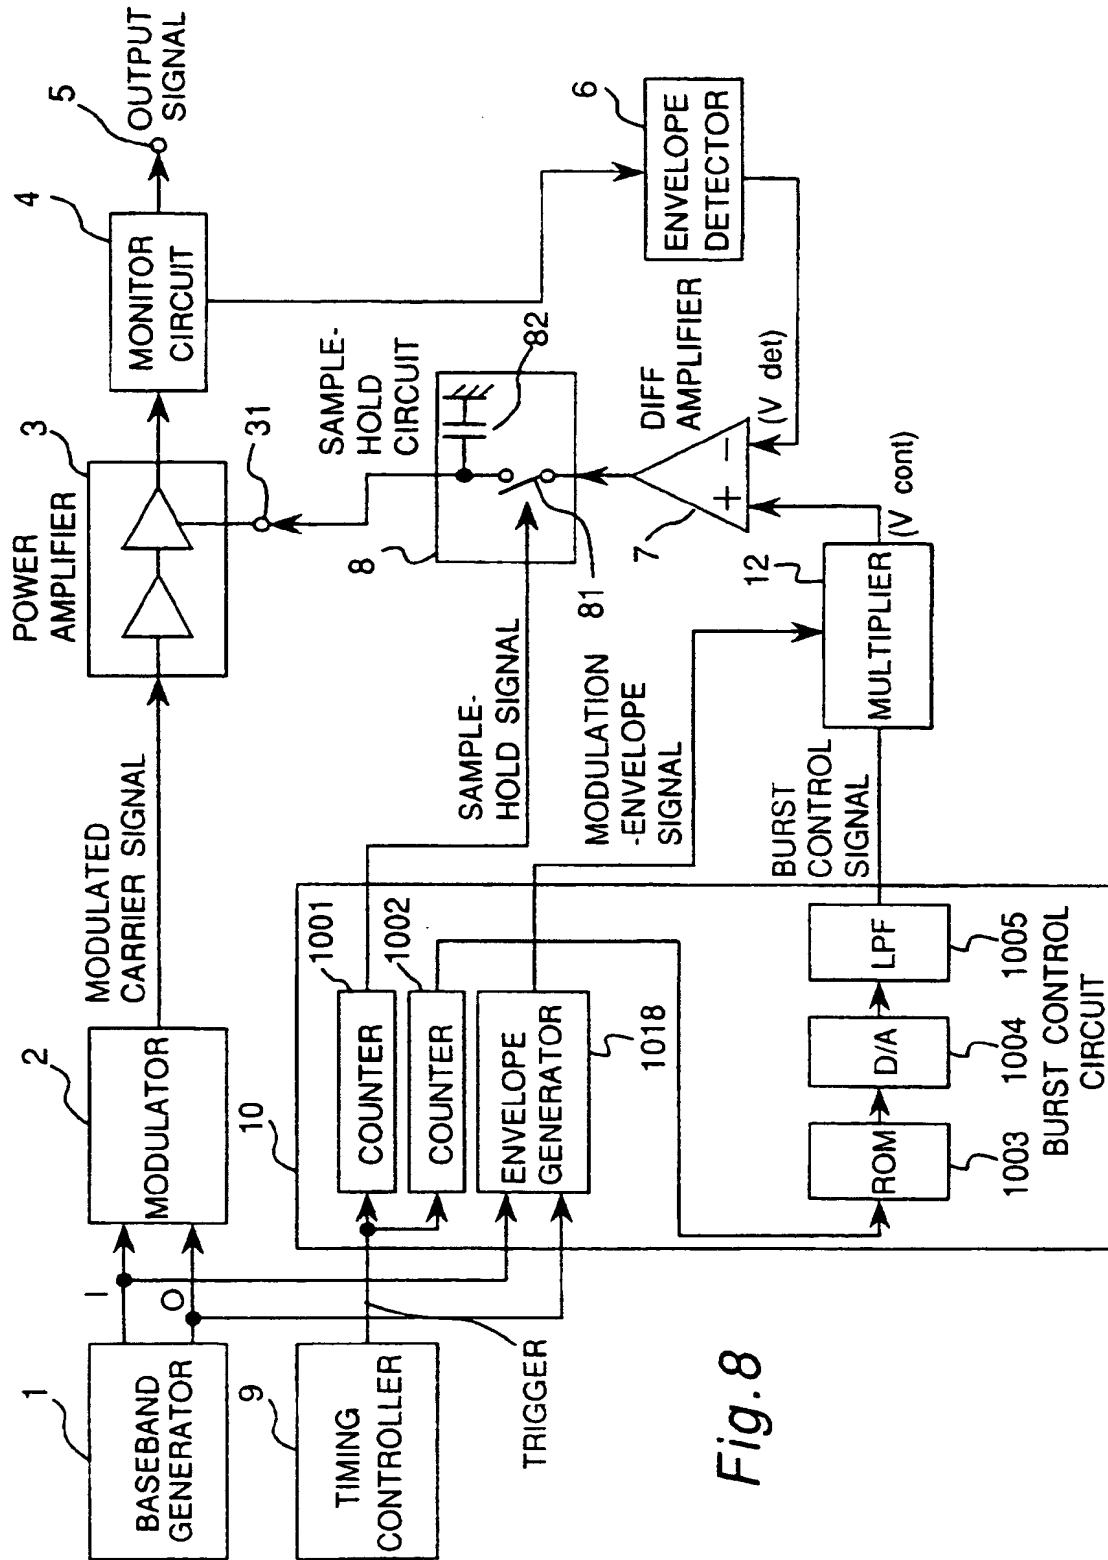 1
BASEBAND
GENERATOR
I
O
2
MODULATOR
MODULATED
CARRIER SIGNAL
POWER
AMPLIFIER
3
31
4
MONITOR
CIRCUIT
5
OUTPUT
SIGNAL
9
TIMING
CONTROLLER
TRIGGER
10
1001
COUNTER
1002
COUNTER
ENVELOPE
GENERATOR
1018
SAMPLE-
HOLD SIGNAL
MODULATION
-ENVELOPE
SIGNAL
SAMPLE-
HOLD
CIRCUIT
8
82
81
DIFF
AMPLIFIER
7
+
−
6
ENVELOPE
DETECTOR
(V det)
(V cont)
12
MULTIPLIER
BURST
CONTROL
SIGNAL
ROM
D/A
LPF
1003
1004
1005
BURST CONTROL
CIRCUIT
Fig.8